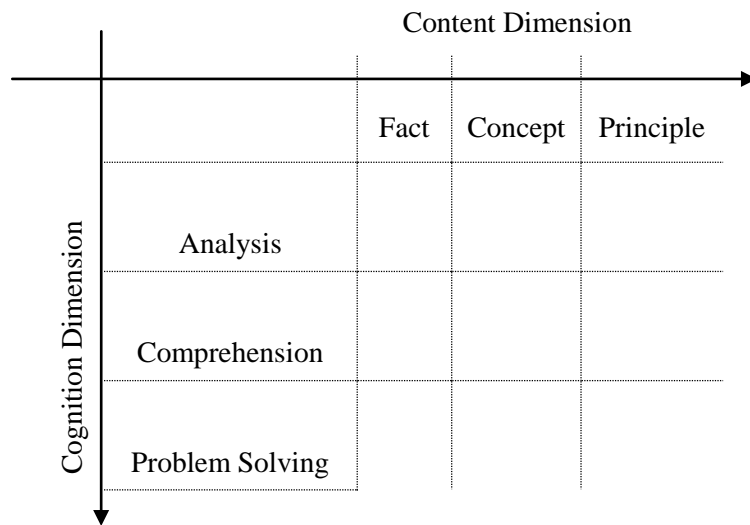 Content Dimension
Fact Concept Principle
Analysis
Comprehension
Problem Solving
Cognition Dimension